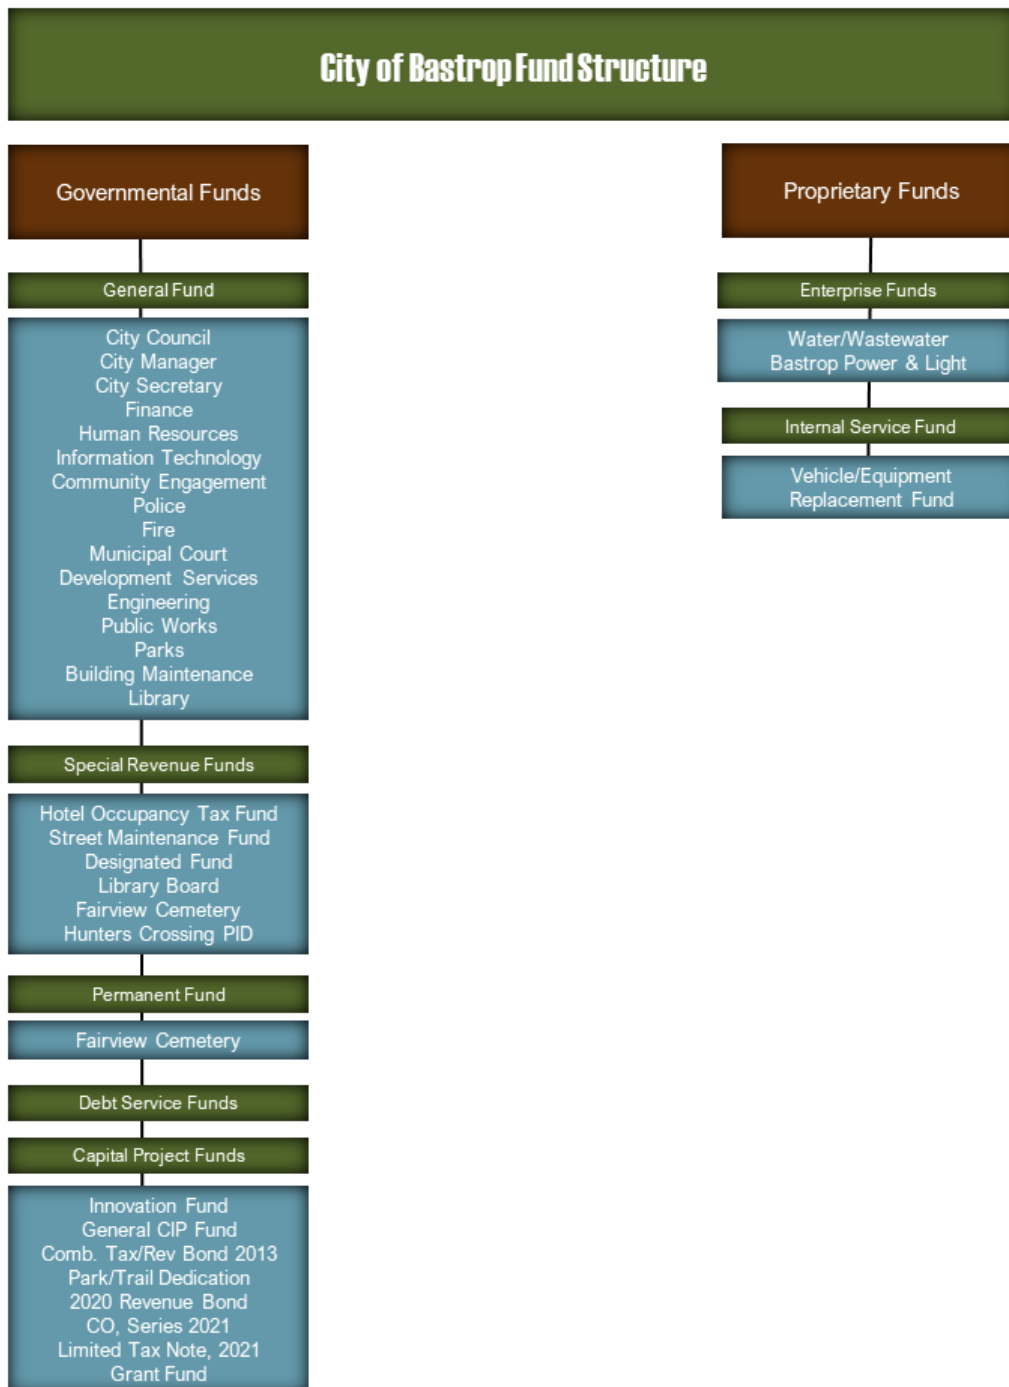 City of Bastrop Fund Structure
Governmental Funds
General Fund
City Council
City Manager
City Secretary
Finance
Human Resources
Information Technology
Community Engagement
Police
Fire
Municipal Court
Development Services
Engineering
Public Works
Parks
Building Maintenance
Library
Special Revenue Funds
Hotel Occupancy Tax Fund
Street Maintenance Fund
Designated Fund
Library Board
Fairview Cemetery
Hunters Crossing PID
Permanent Fund
Fairview Cemetery
Debt Service Funds
Capital Project Funds
Innovation Fund
General CIP Fund
Comb. Tax/Rev Bond 2013
Park/Trail Dedication
2020 Revenue Bond
CO, Series 2021
Limited Tax Note, 2021
Grant Fund
Proprietary Funds
Enterprise Funds
Water/Wastewater
Bastrop Power & Light
Internal Service Fund
Vehicle/Equipment
Replacement Fund